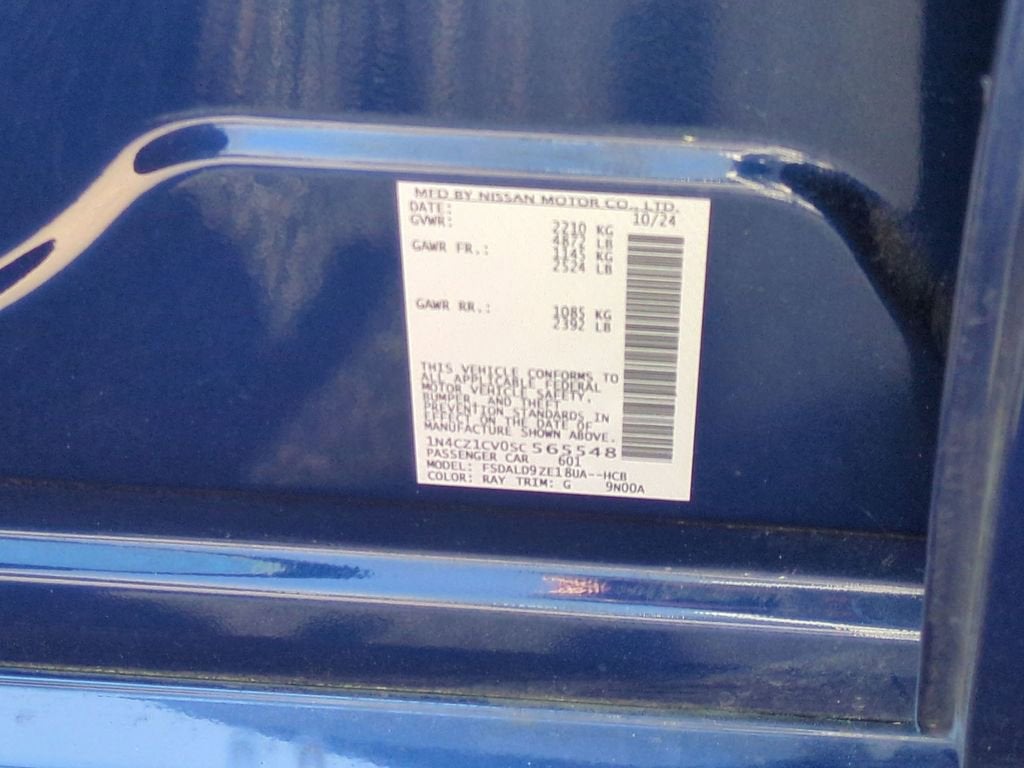 MFD BY NISSAN MOTOR CO., LTD.
DATE: 10/24
GVWR: 2210 KG
4872 LB
GAWR FR.: 1145 KG
2524 LB
GAWR RR.: 1085 KG
2392 LB
THIS VEHICLE CONFORMS TO
ALL APPLICABLE FEDERAL
MOTOR VEHICLE SAFETY,
BUMPER, AND THEFT
PREVENTION STANDARDS IN
EFFECT ON THE DATE OF
MANUFACTURE SHOWN ABOVE.
1N4CZ1CV0SC565548
PASSENGER CAR 601
MODEL: FSDALD9ZE18UA--HCB
COLOR: RAY TRIM: G 9N00A